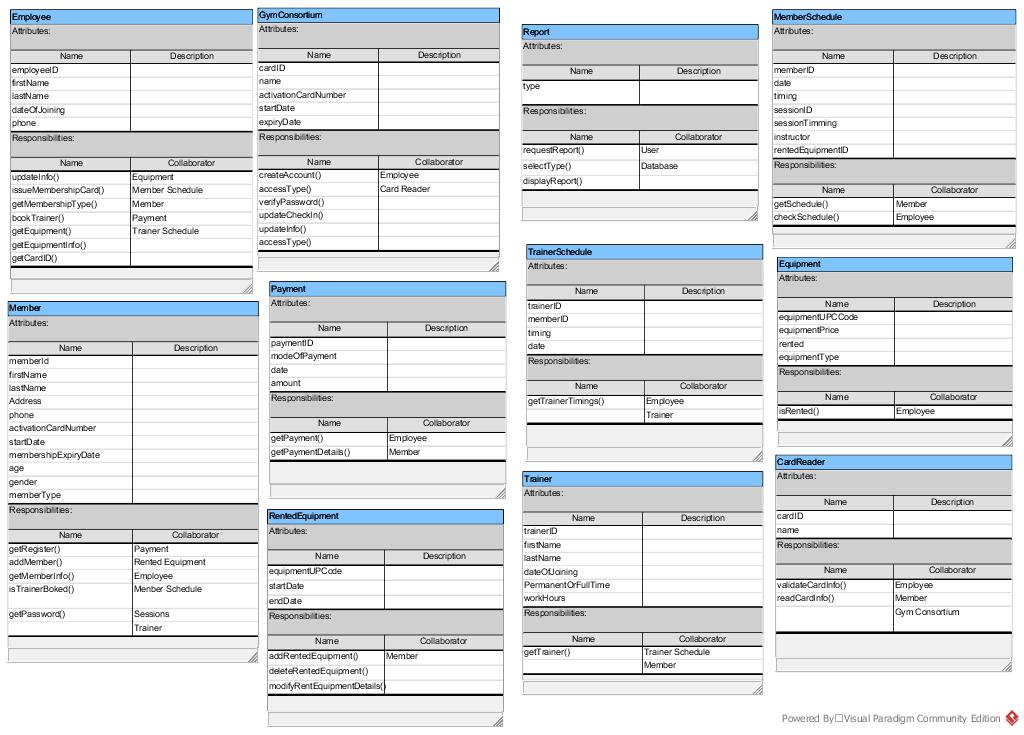 Employee
Attributes:
Name Description
employeeID
firstName
lastName
dateOfJoining
phone
Responsibilities:
Name Collaborator
updateInfo() Equipment
issueMembershipCard() Member Schedule
getMembershipType() Member
bookTrainer() Payment
getEquipment() Trainer Schedule
getEquipmentInfo()
getCardID()
GymConsortium
Attributes:
Name Description
cardID
name
activationCardNumber
startDate
expiryDate
Responsibilities:
Name Collaborator
createAccount() Employee
accessType() Card Reader
verifyPassword()
updateCheckIn()
updateInfo()
accessType()
Report
Attributes:
Name Description
type
Responsibilities:
Name Collaborator
requestReport() User
selectType() Database
displayReport()
MemberSchedule
Attributes:
Name Description
memberID
date
timing
sessionID
sessionTimming
instructor
rentedEquipmentID
Responsibilities:
Name Collaborator
getSchedule() Member
checkSchedule() Employee
Member
Attributes:
Name Description
memberId
firstName
lastName
Address
phone
activationCardNumber
startDate
membershipExpiryDate
age
gender
memberType
Responsibilities:
Name Collaborator
getRegister() Payment
addMember() Rented Equipment
getMemberInfo() Employee
isTrainerBoked() Menber Schedule
getPassword() Sessions
Trainer
Payment
Attributes:
Name Description
paymentID
modeOfPayment
date
amount
Responsibilities:
Name Collaborator
getPayment() Employee
getPaymentDetails() Member
TrainerSchedule
Attributes:
Name Description
trainerID
memberID
timing
date
Responsibilities:
Name Collaborator
getTrainerTimings() Employee
Trainer
Equipment
Attributes:
Name Description
equipmentUPCCode
equipmentPrice
rented
equipmentType
Responsibilities:
Name Collaborator
isRented() Employee
RentedEquipment
Attributes:
Name Description
equipmentUPCode
startDate
endDate
Responsibilities:
Name Collaborator
addRentedEquipment() Member
deleteRentedEquipment()
modifyRentEquipmentDetails()
Trainer
Attributes:
Name Description
trainerID
firstName
lastName
dateOfJoining
PermanentOrFullTime
workHours
Responsibilities:
Name Collaborator
getTrainer() Trainer Schedule
Member
CardReader
Attributes:
Name Description
cardID
name
Responsibilities:
Name Collaborator
validateCardInfo() Employee
readCardInfo() Member
Gym Consortium
Powered By□Visual Paradigm Community Edition